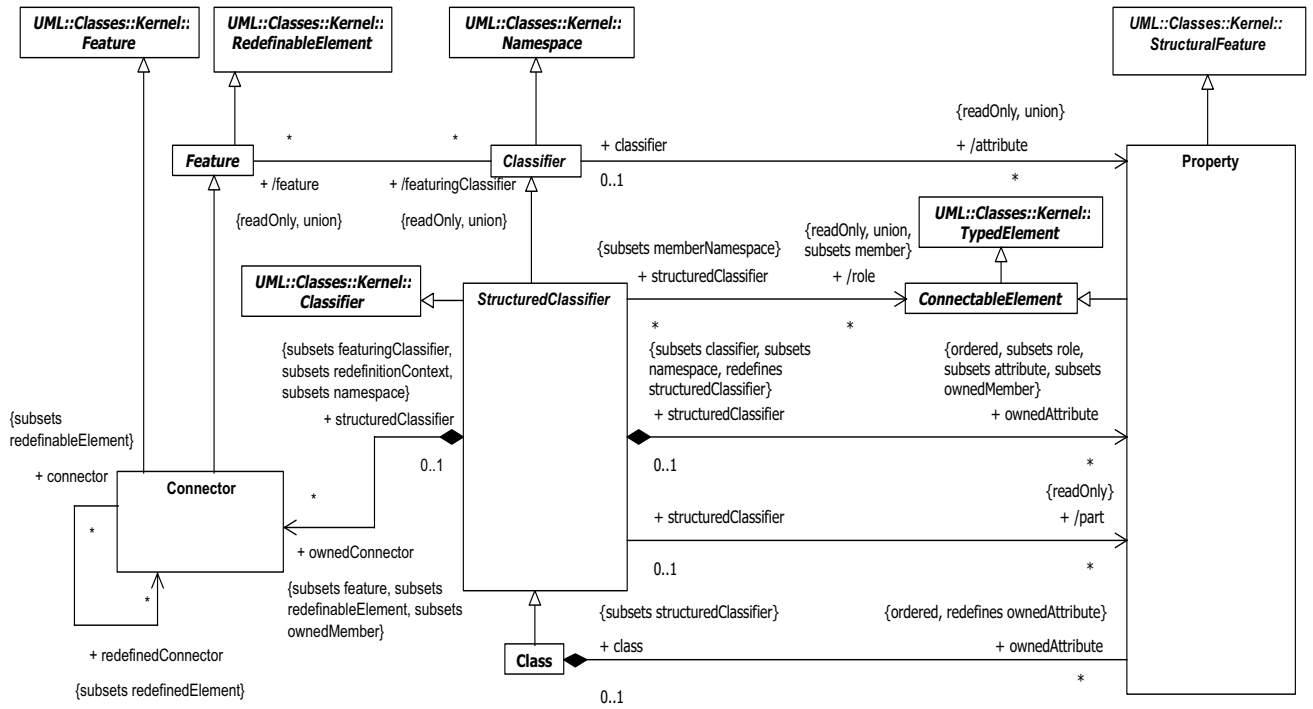 UML::Classes::Kernel::
Feature
UML::Classes::Kernel::
RedefinableElement
UML::Classes::Kernel::
Namespace
UML::Classes::Kernel::
StructuralFeature
Feature
*
*
Classifier
+ /feature
{readOnly, union}
+ /featuringClassifier
{readOnly, union}
+ classifier
0..1
{readOnly, union}
+ /attribute
*
Property
UML::Classes::Kernel::
TypedElement
UML::Classes::Kernel::
Classifier
StructuredClassifier
{subsets memberNamespace}
+ structuredClassifier
*
{readOnly, union,
subsets member}
+ /role
*
ConnectableElement
{subsets featuringClassifier,
subsets redefinitionContext,
subsets namespace}
+ structuredClassifier
0..1
{subsets classifier, subsets
namespace, redefines
structuredClassifier}
+ structuredClassifier
0..1
{ordered, subsets role,
subsets attribute, subsets
ownedMember}
+ ownedAttribute
*
{subsets
redefinableElement}
+ connector
*
Connector
*
+ ownedConnector
{subsets feature, subsets
redefinableElement, subsets
ownedMember}
*
+ redefinedConnector
{subsets redefinedElement}
+ structuredClassifier
0..1
{readOnly}
+ /part
*
Class
{subsets structuredClassifier}
+ class
0..1
{ordered, redefines ownedAttribute}
+ ownedAttribute
*